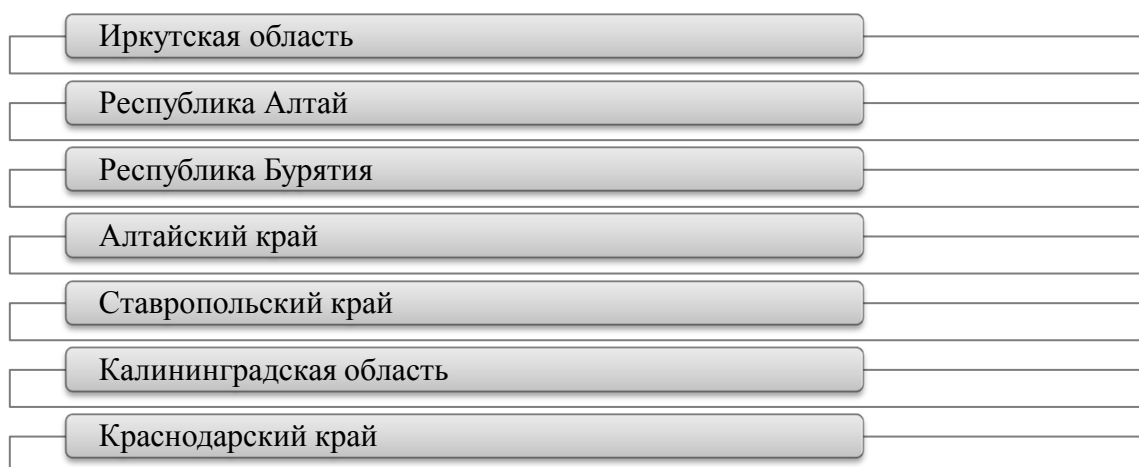 Иркутская область
Республика Алтай
Республика Бурятия
Алтайский край
Ставропольский край
Калининградская область
Краснодарский край